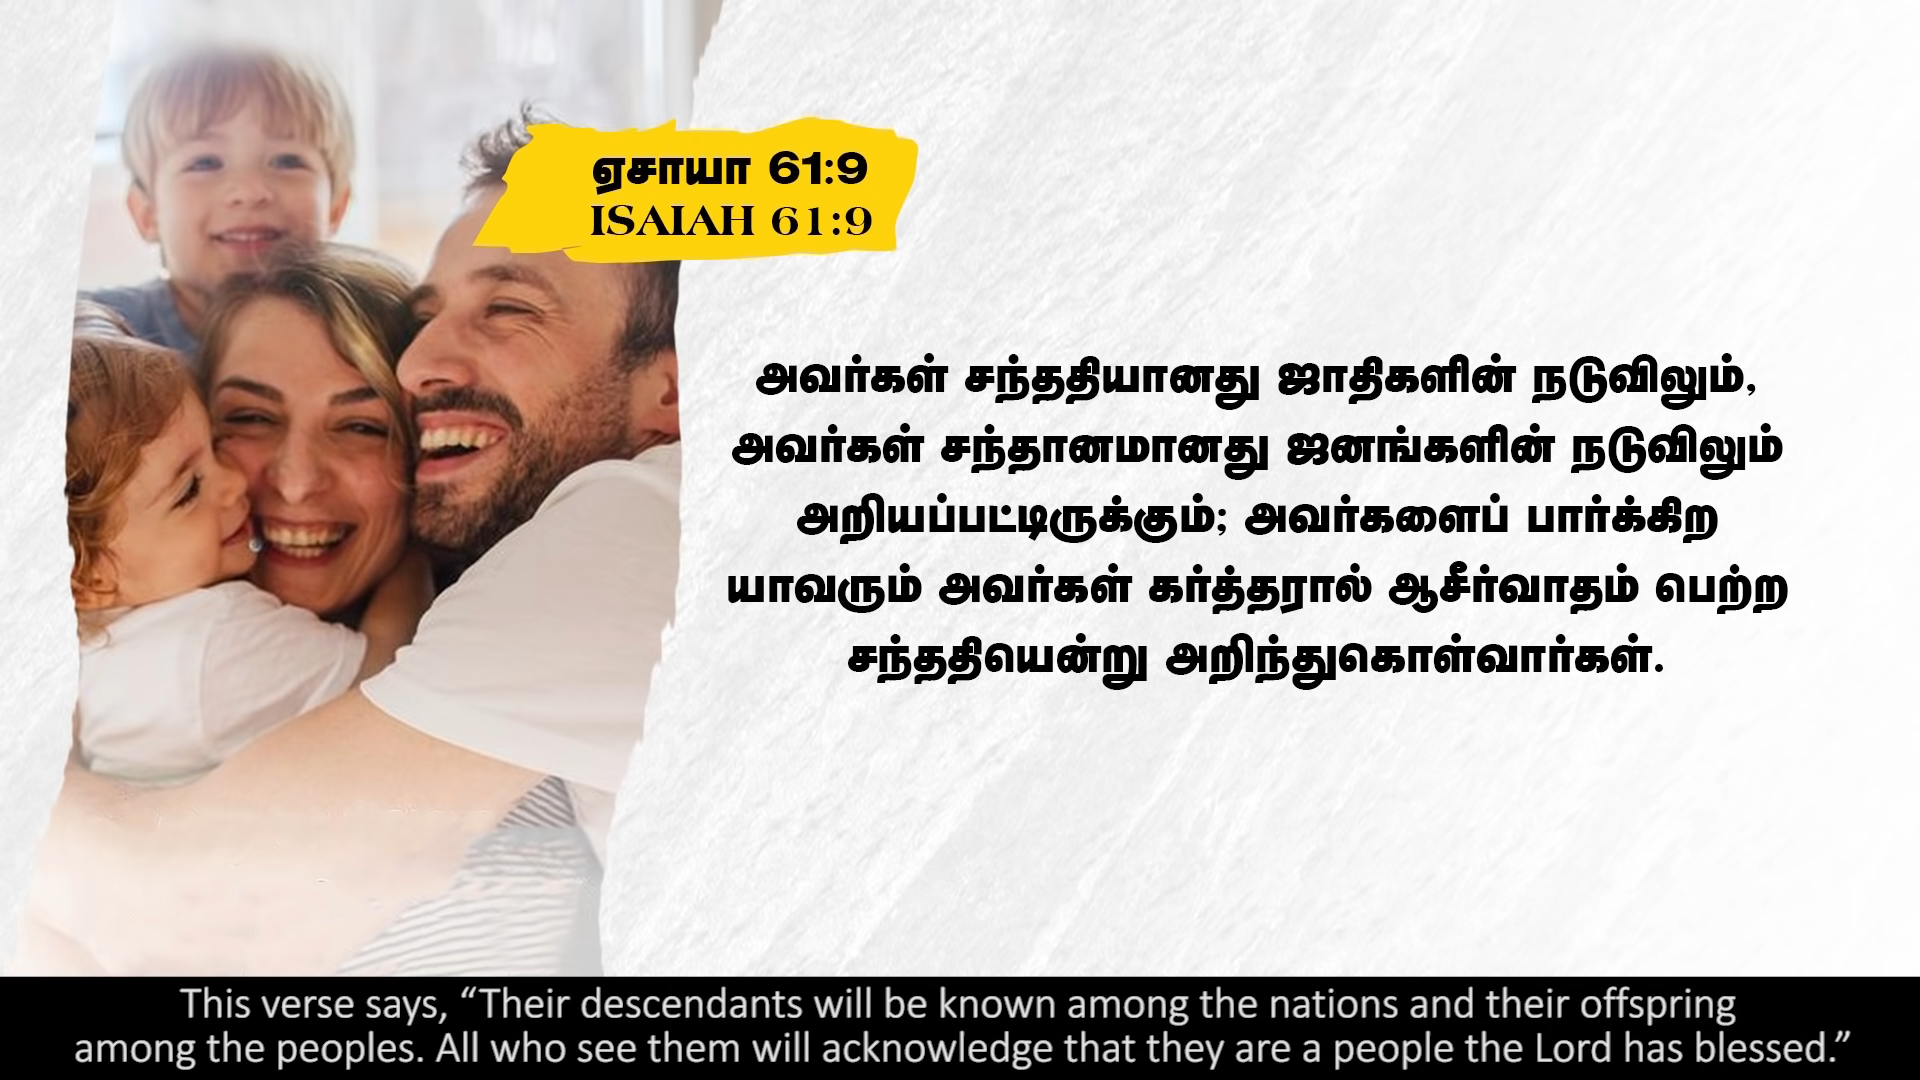 ஏசாயா 61:9
ISAIAH 61:9
அவர்கள் சந்ததியானது ஜாதிகளின் நடுவிலும்,
அவர்கள் சந்தானமானது ஜனங்களின் நடுவிலும்
அறியப்பட்டிருக்கும்; அவர்களைப் பார்க்கிற
யாவரும் அவர்கள் கர்த்தரால் ஆசீர்வாதம் பெற்ற
சந்ததியென்று அறிந்துகொள்வார்கள்.
This verse says, “Their descendants will be known among the nations and their offspring
among the peoples. All who see them will acknowledge that they are a people the Lord has blessed.”